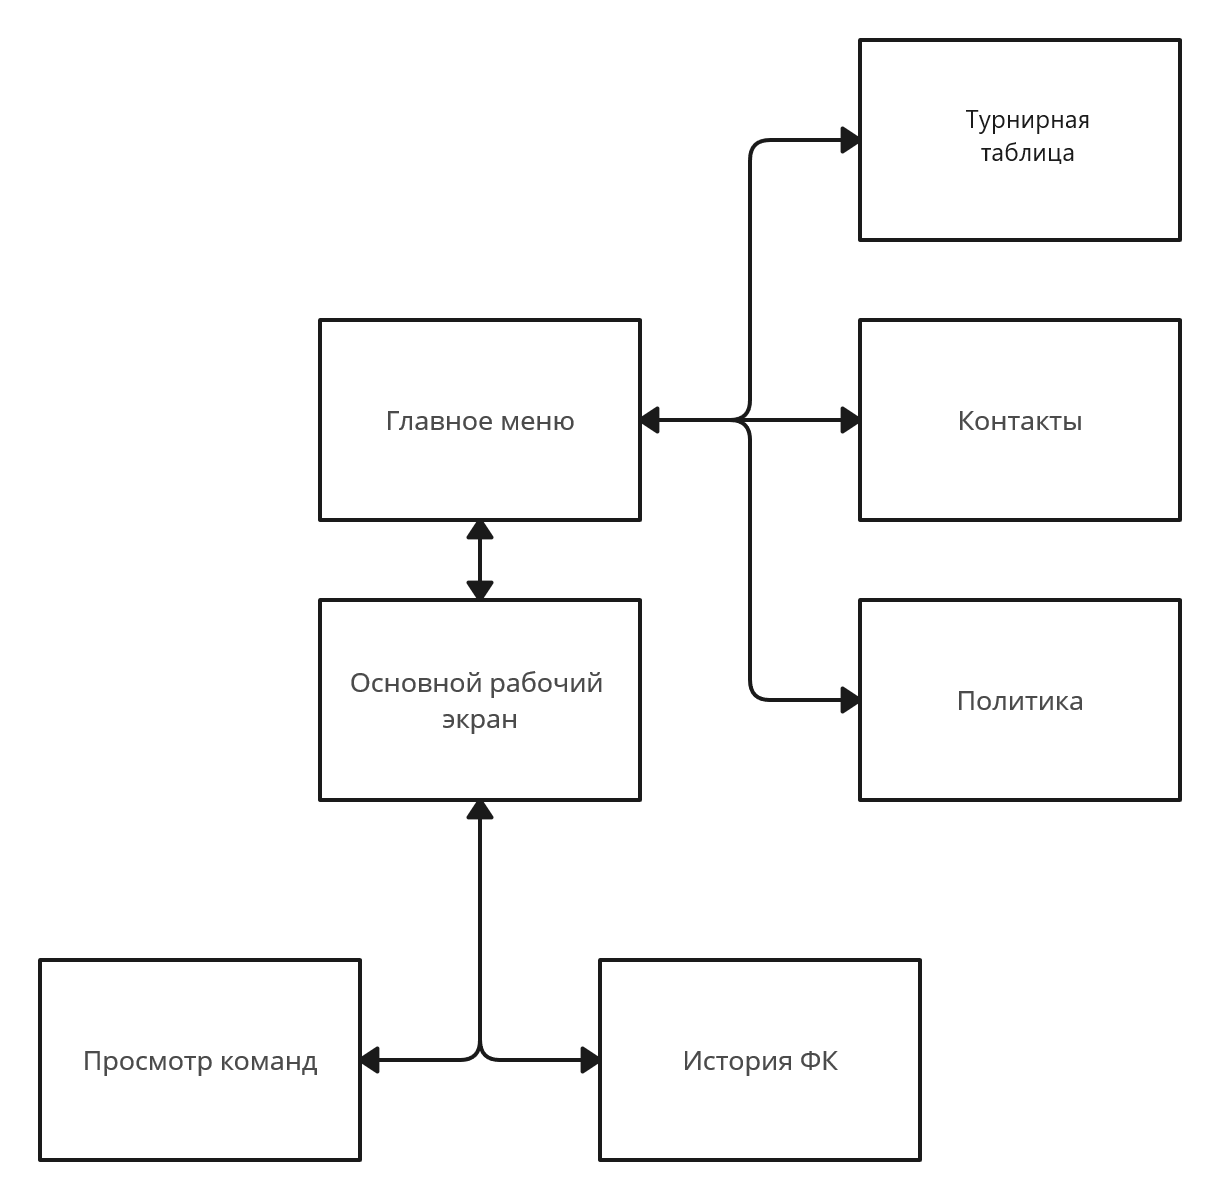 Турнирная
таблица
Главное меню
Контакты
Основной рабочий
экран
Политика
Просмотр команд
История ФК